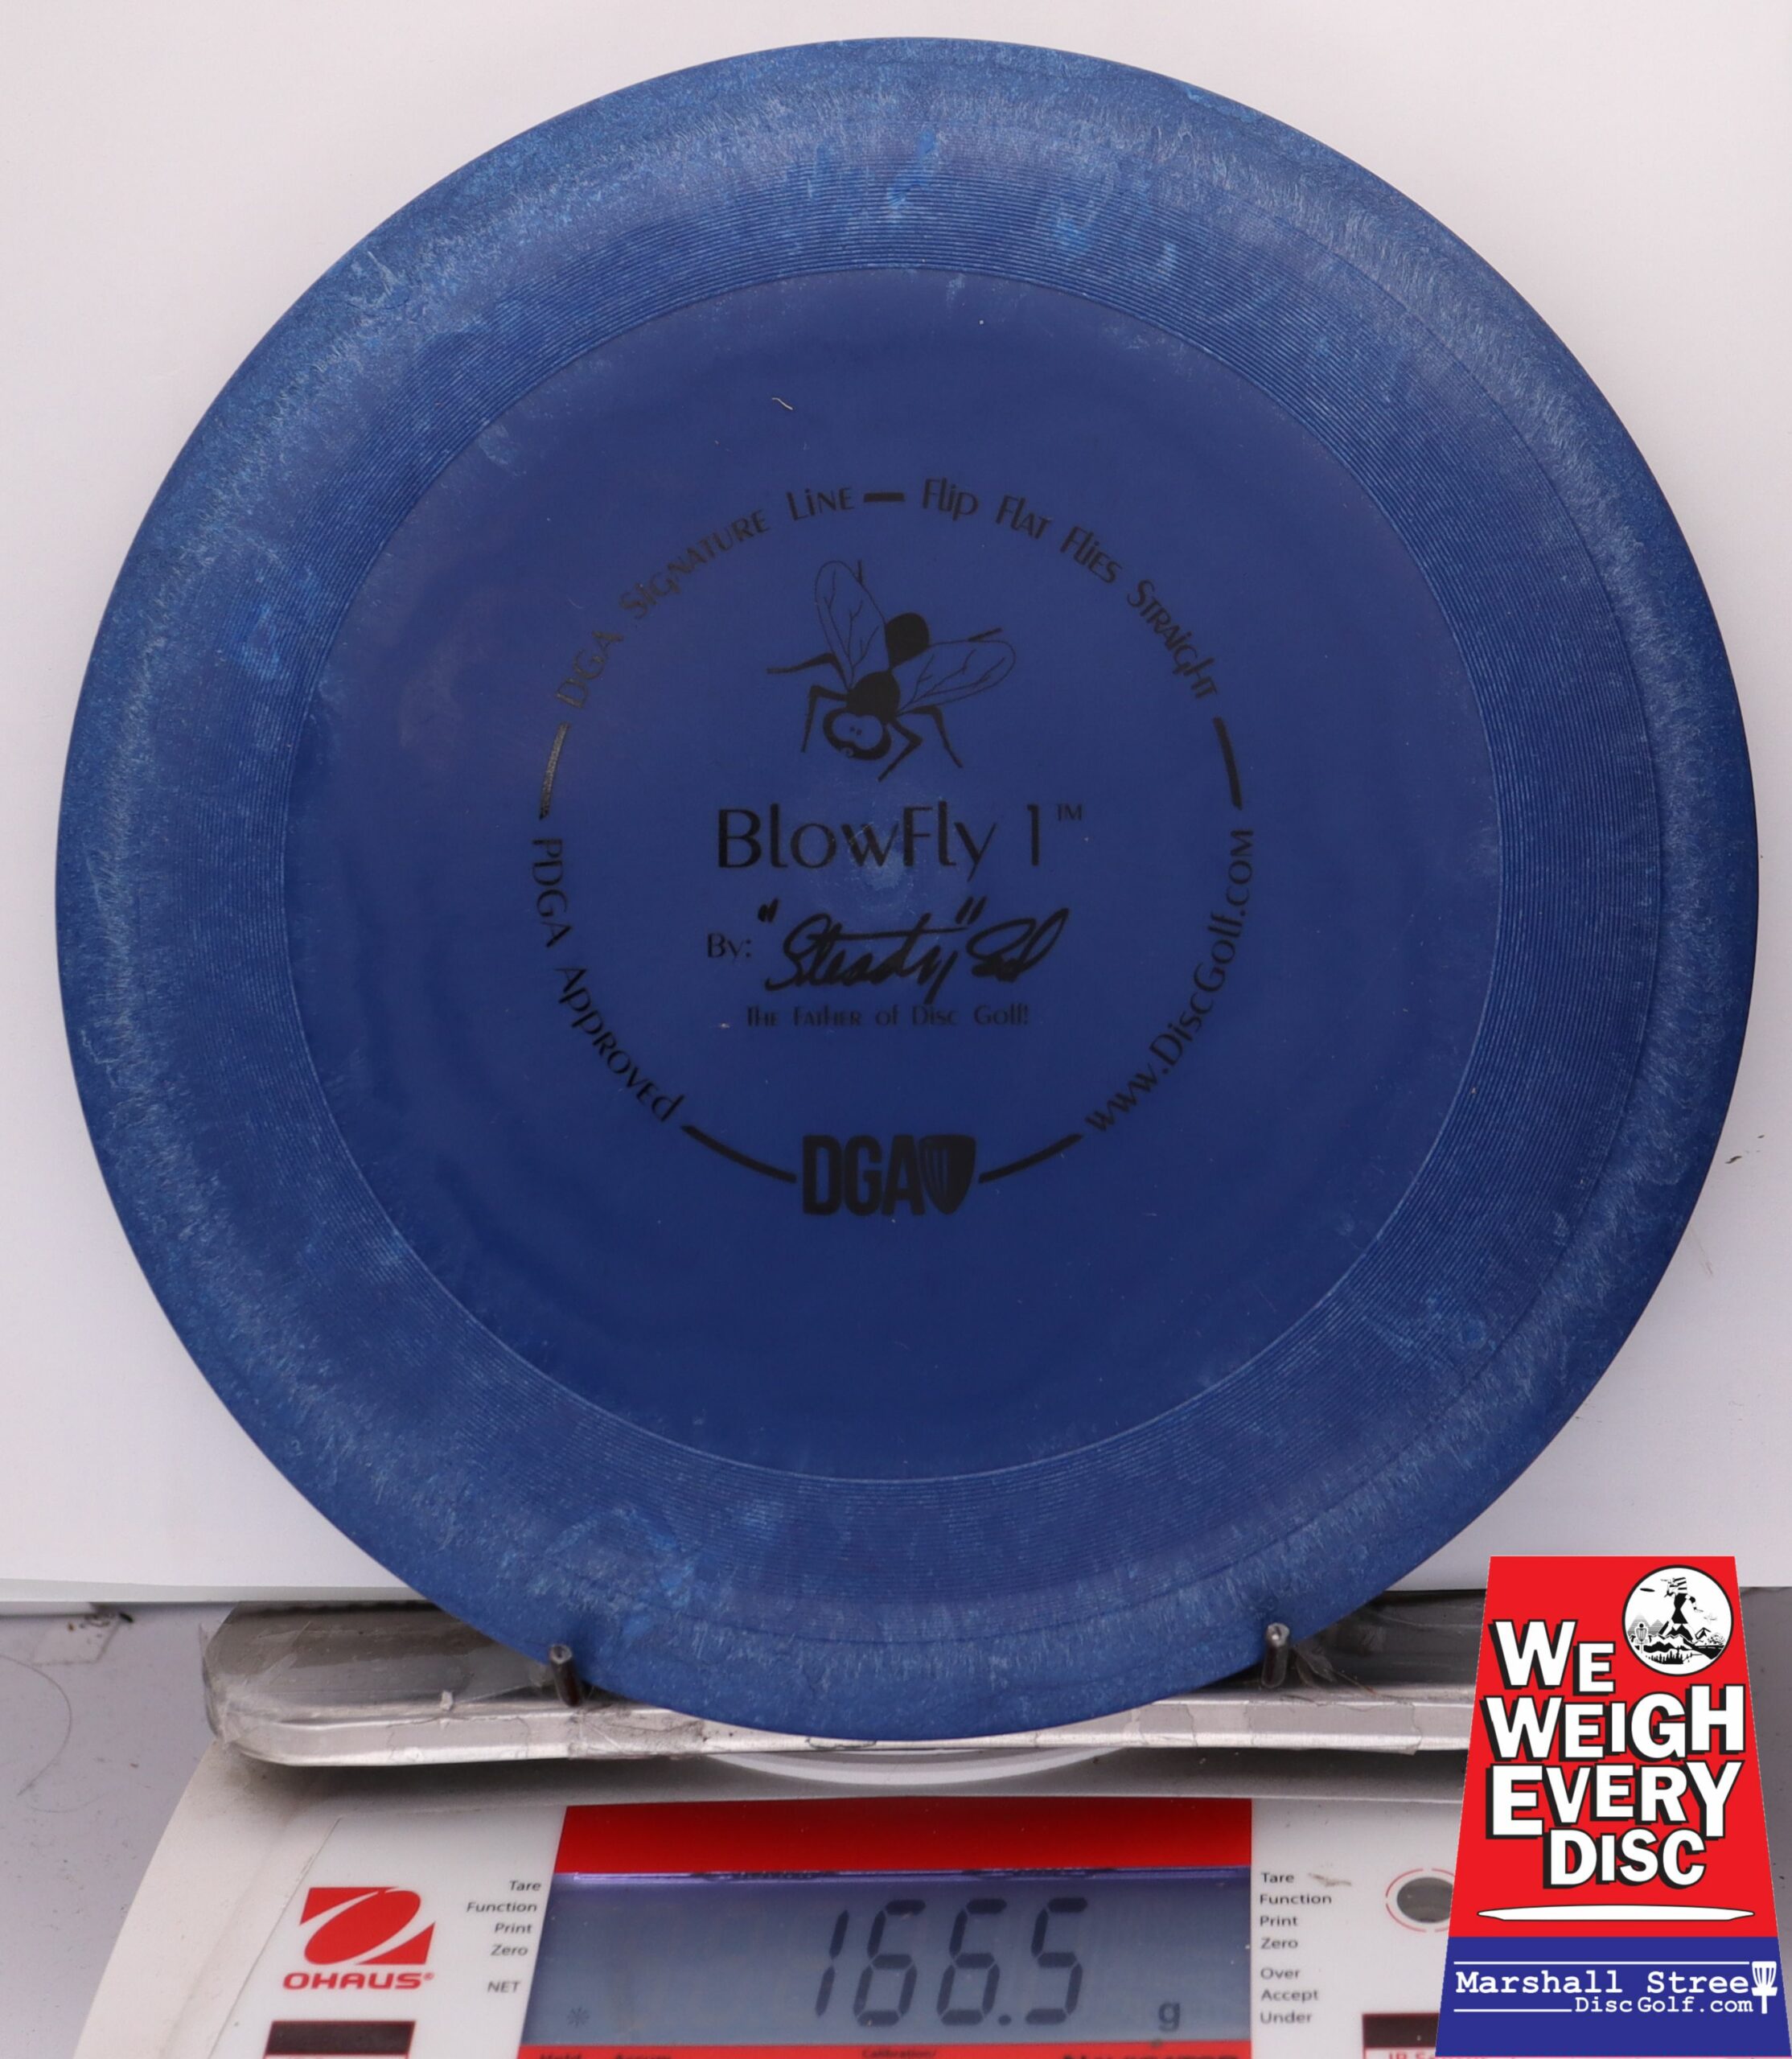 DGA Signature Line — Flip Flat Flies Straight
BlowFly 1™
By: "Steady" Ed
The Father of Disc Golf!
PDGA Approved
www.DiscGolf.com
DGA
WE
WEIGH
EVERY
DISC
Marshall Street
DiscGolf.com
OHAUS®
Tare
Function
Print
Zero
NET
166.5 g
Tare
Function
Print
Zero
Over
Accept
Under